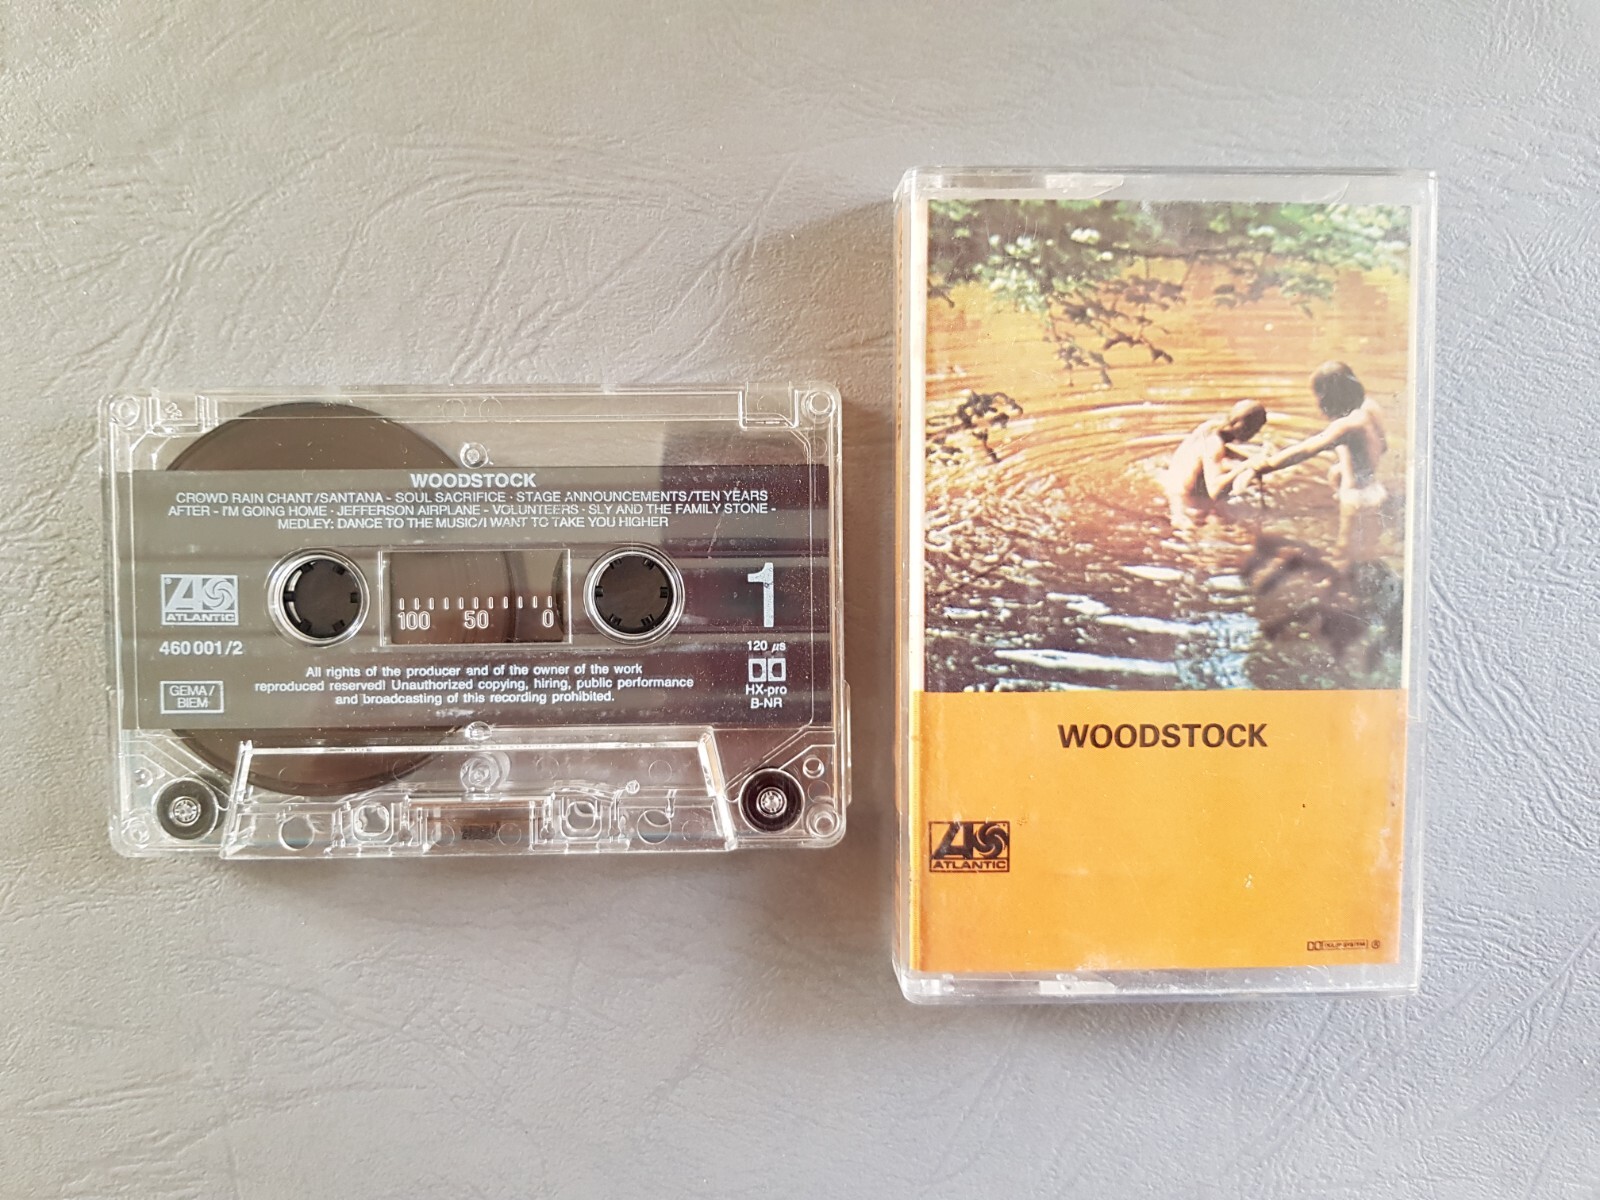 WOODSTOCK
CROWD RAIN CHANT/SANTANA - SOUL SACRIFICE · STAGE ANNOUNCEMENTS/TEN YEARS
AFTER - I'M GOING HOME · JEFFERSON AIRPLANE - VOLUNTEERS · SLY AND THE FAMILY STONE -
MEDLEY: DANCE TO THE MUSIC/I WANT TO TAKE YOU HIGHER
ATLANTIC
460 001/2
GEMA/
BIEM
100 50 0
1
120 µs
HX-pro
B-NR
All rights of the producer and of the owner of the work
reproduced reserved! Unauthorized copying, hiring, public performance
and broadcasting of this recording prohibited.
WOODSTOCK
ATLANTIC